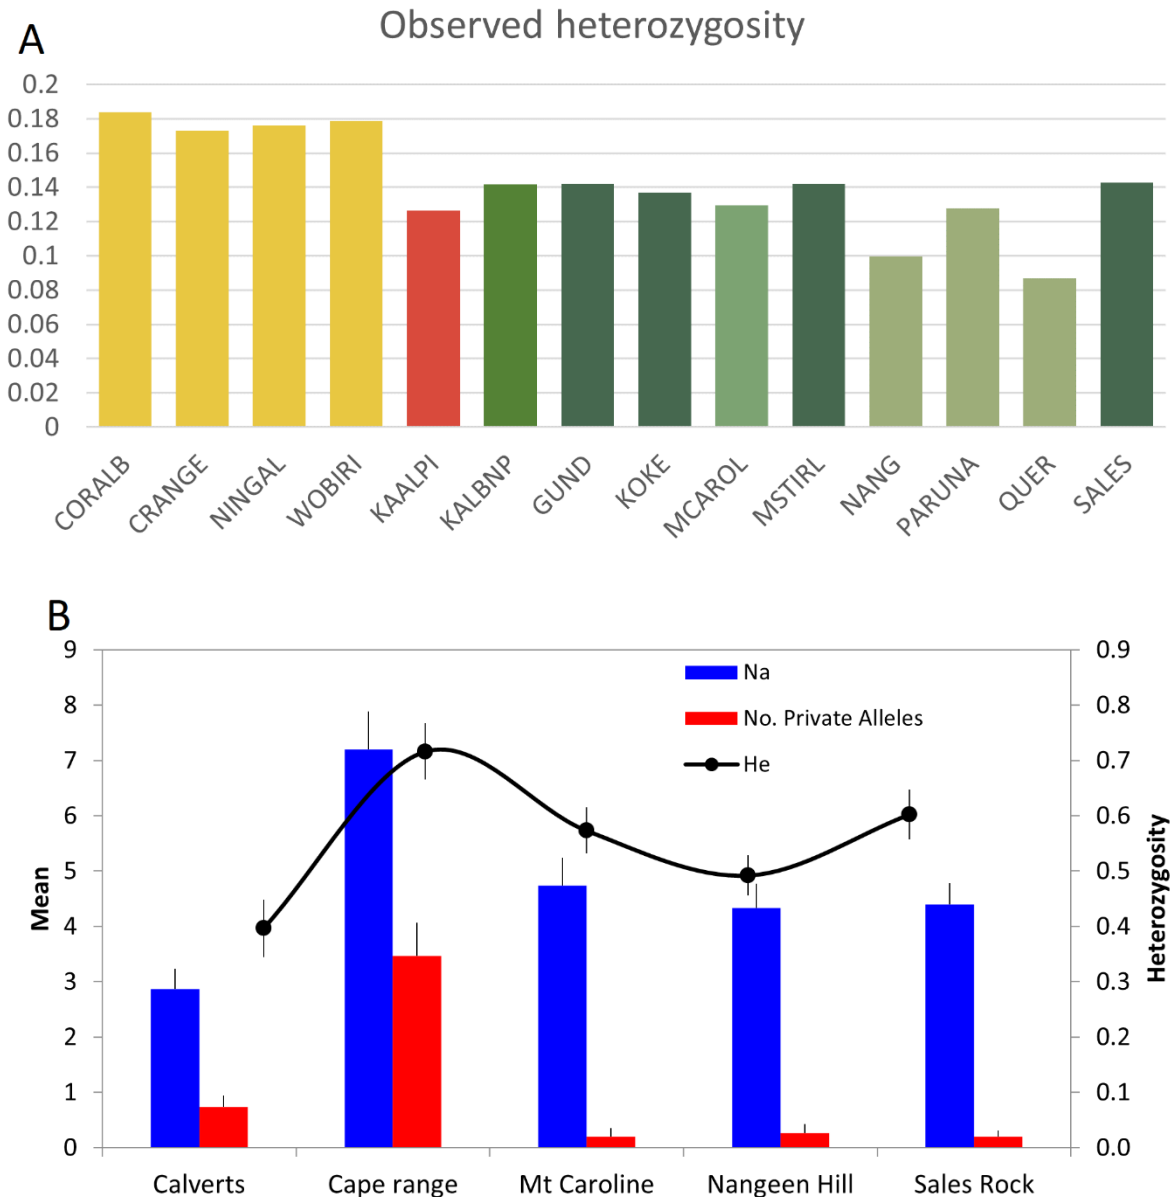 A
Observed heterozygosity
0.2
0.18
0.16
0.14
0.12
0.1
0.08
0.06
0.04
0.02
0
CORALB
CRANGE
NINGAL
WOBIRI
KAALPI
KALBNP
GUND
KOKE
MCAROL
MSTIRL
NANG
PARUNA
QUER
SALES
B
9
8
7
6
5
4
3
2
1
0
Mean
Na
No. Private Alleles
He
0.9
0.8
0.7
0.6
0.5
0.4
0.3
0.2
0.1
0.0
Heterozygosity
Calverts
Cape range
Mt Caroline
Nangeen Hill
Sales Rock